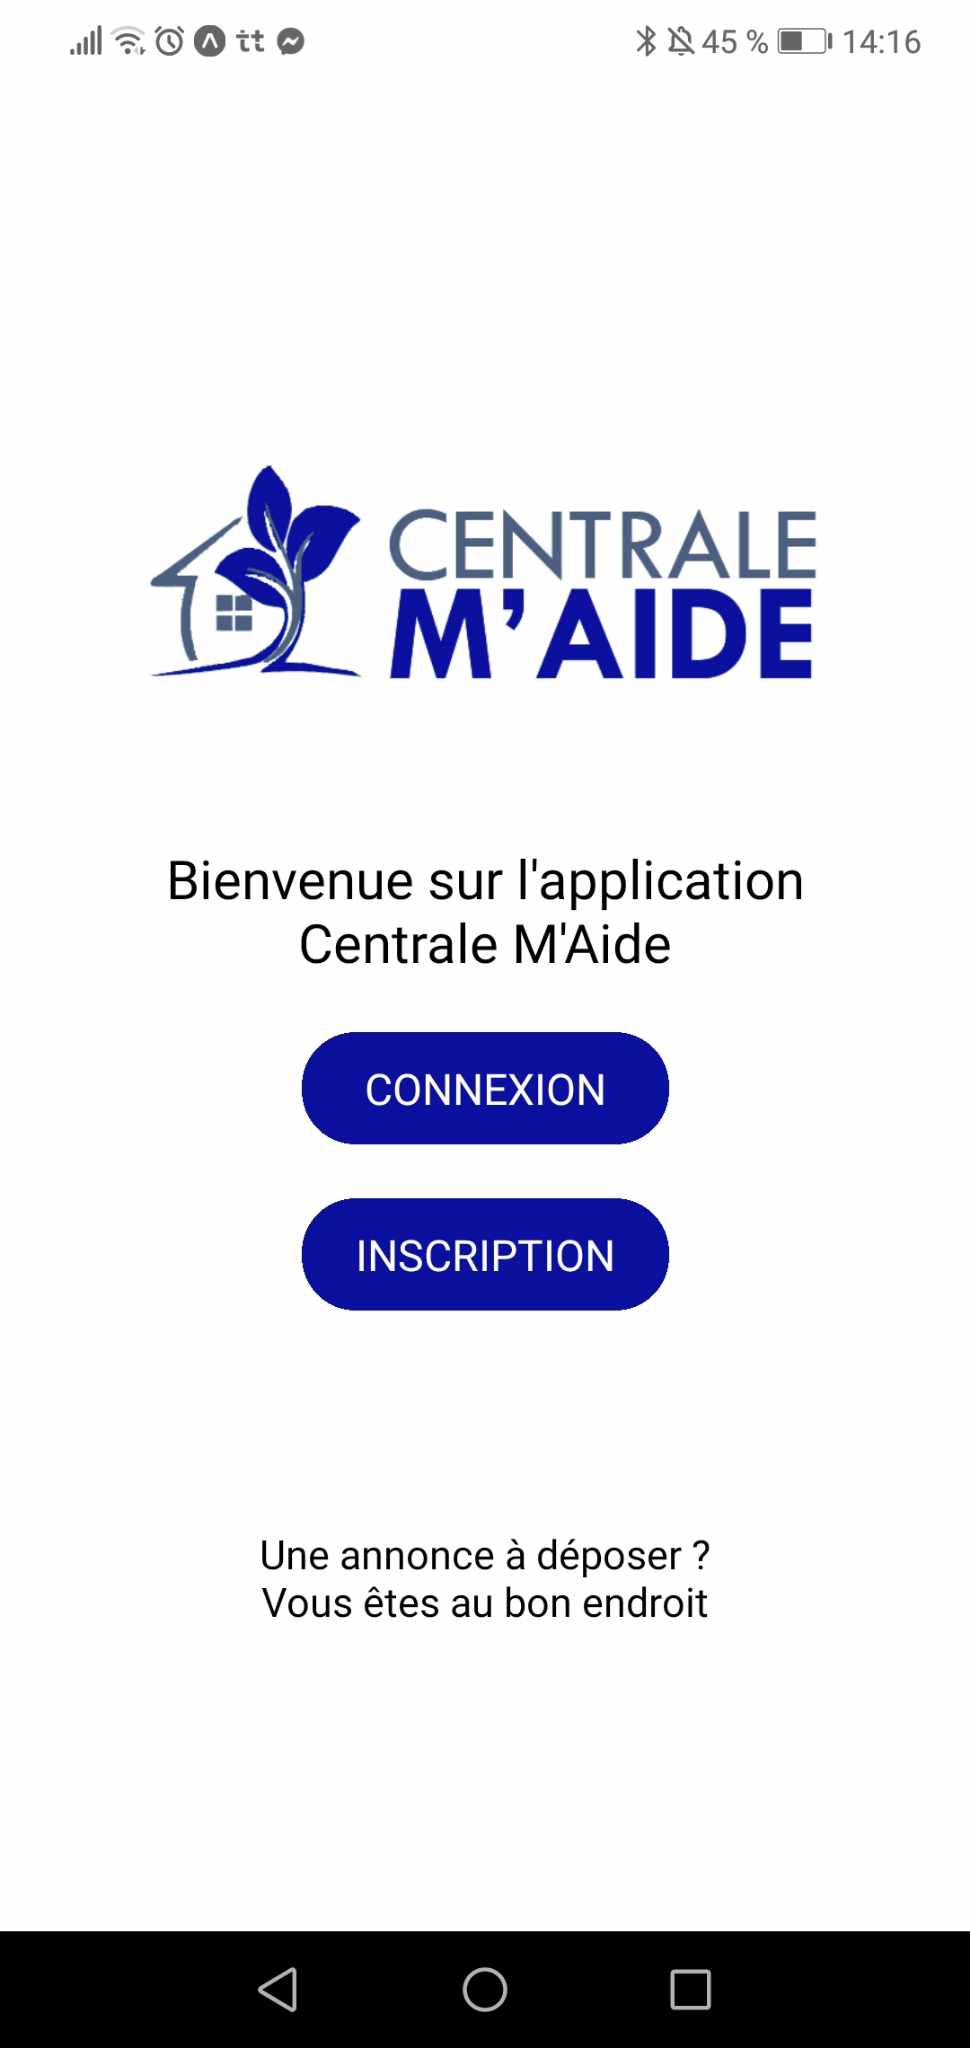 tt 45 % 14:16
CENTRALE
M'AIDE
Bienvenue sur l'application
Centrale M'Aide
CONNEXION
INSCRIPTION
Une annonce à déposer ?
Vous êtes au bon endroit